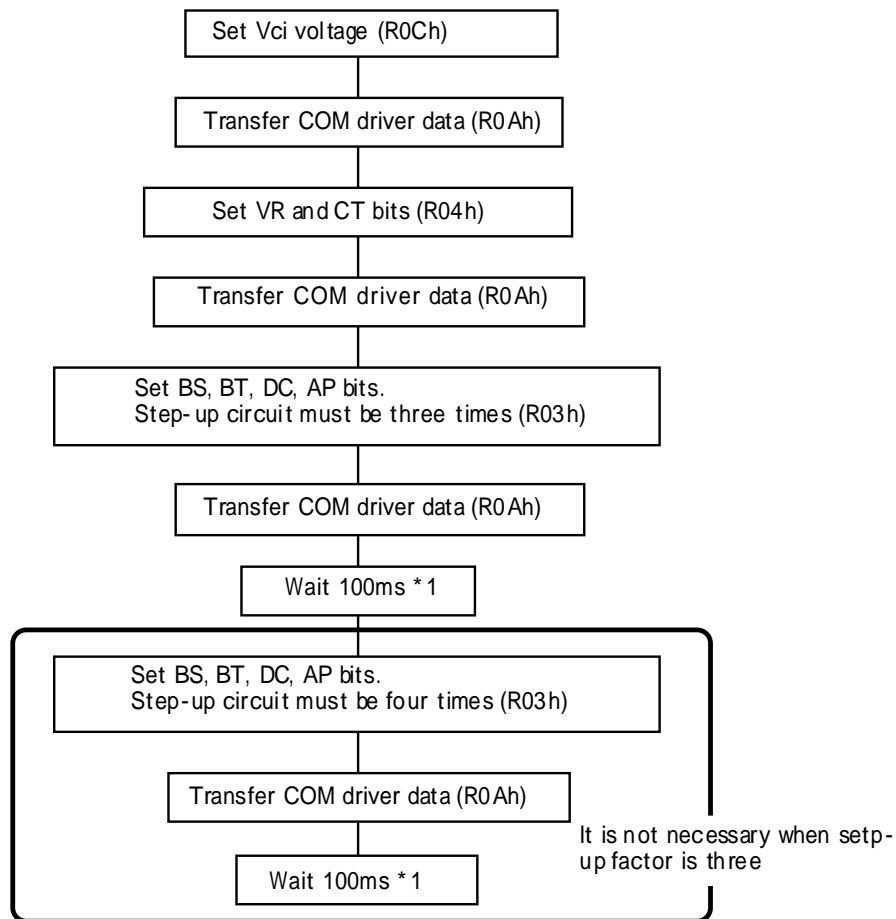 Set Vci voltage (R0Ch)
Transfer COM driver data (R0Ah)
Set VR and CT bits (R04h)
Transfer COM driver data (R0Ah)
Set BS, BT, DC, AP bits.
Step-up circuit must be three times (R03h)
Transfer COM driver data (R0Ah)
Wait 100ms *1
Set BS, BT, DC, AP bits.
Step-up circuit must be four times (R03h)
Transfer COM driver data (R0Ah)
It is not necessary when setp-
up factor is three
Wait 100ms *1